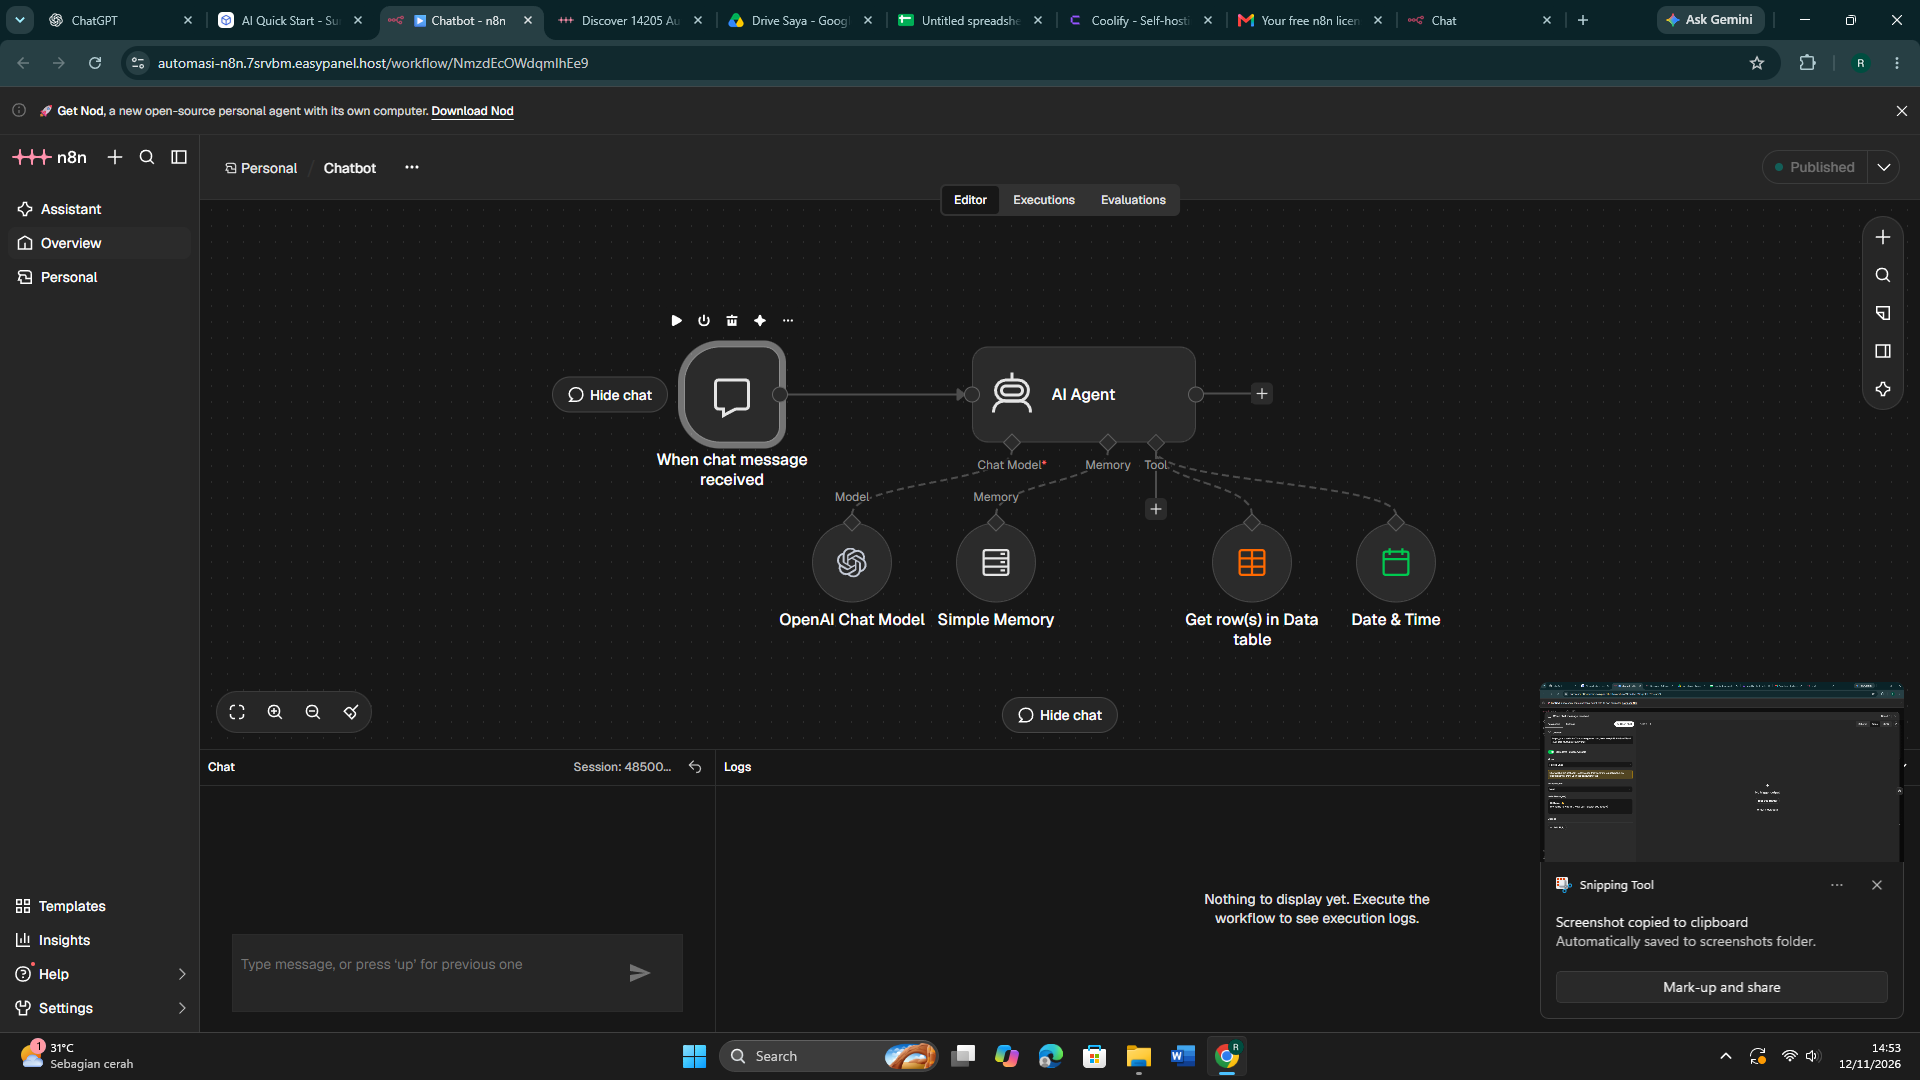 ChatGPT
AI Quick Start - Su
Chatbot - n8n
Discover 14205 Au
Drive Saya - Googl
Untitled spreadshe
Coolify - Self-hosti
Your free n8n licen
Chat
Ask Gemini
automasi-n8n.7srvbm.easypanel.host/workflow/NmzdEcOWdqmIhEe9
R
🚀 Get Nod, a new open-source personal agent with its own computer. Download Nod
n8n
Personal / Chatbot
Published
Editor
Executions
Evaluations
Assistant
Overview
Personal
Hide chat
When chat message
received
AI Agent
Chat Model*
Memory
Tool
Model
Memory
OpenAI Chat Model
Simple Memory
Get row(s) in Data
table
Date & Time
Hide chat
Chat
Session: 48500...
Logs
Nothing to display yet. Execute the
workflow to see execution logs.
Type message, or press ‘up’ for previous one
Templates
Insights
Help
Settings
Snipping Tool
Screenshot copied to clipboard
Automatically saved to screenshots folder.
Mark-up and share
1
31°C
Sebagian cerah
Search
R
14:53
12/11/2026